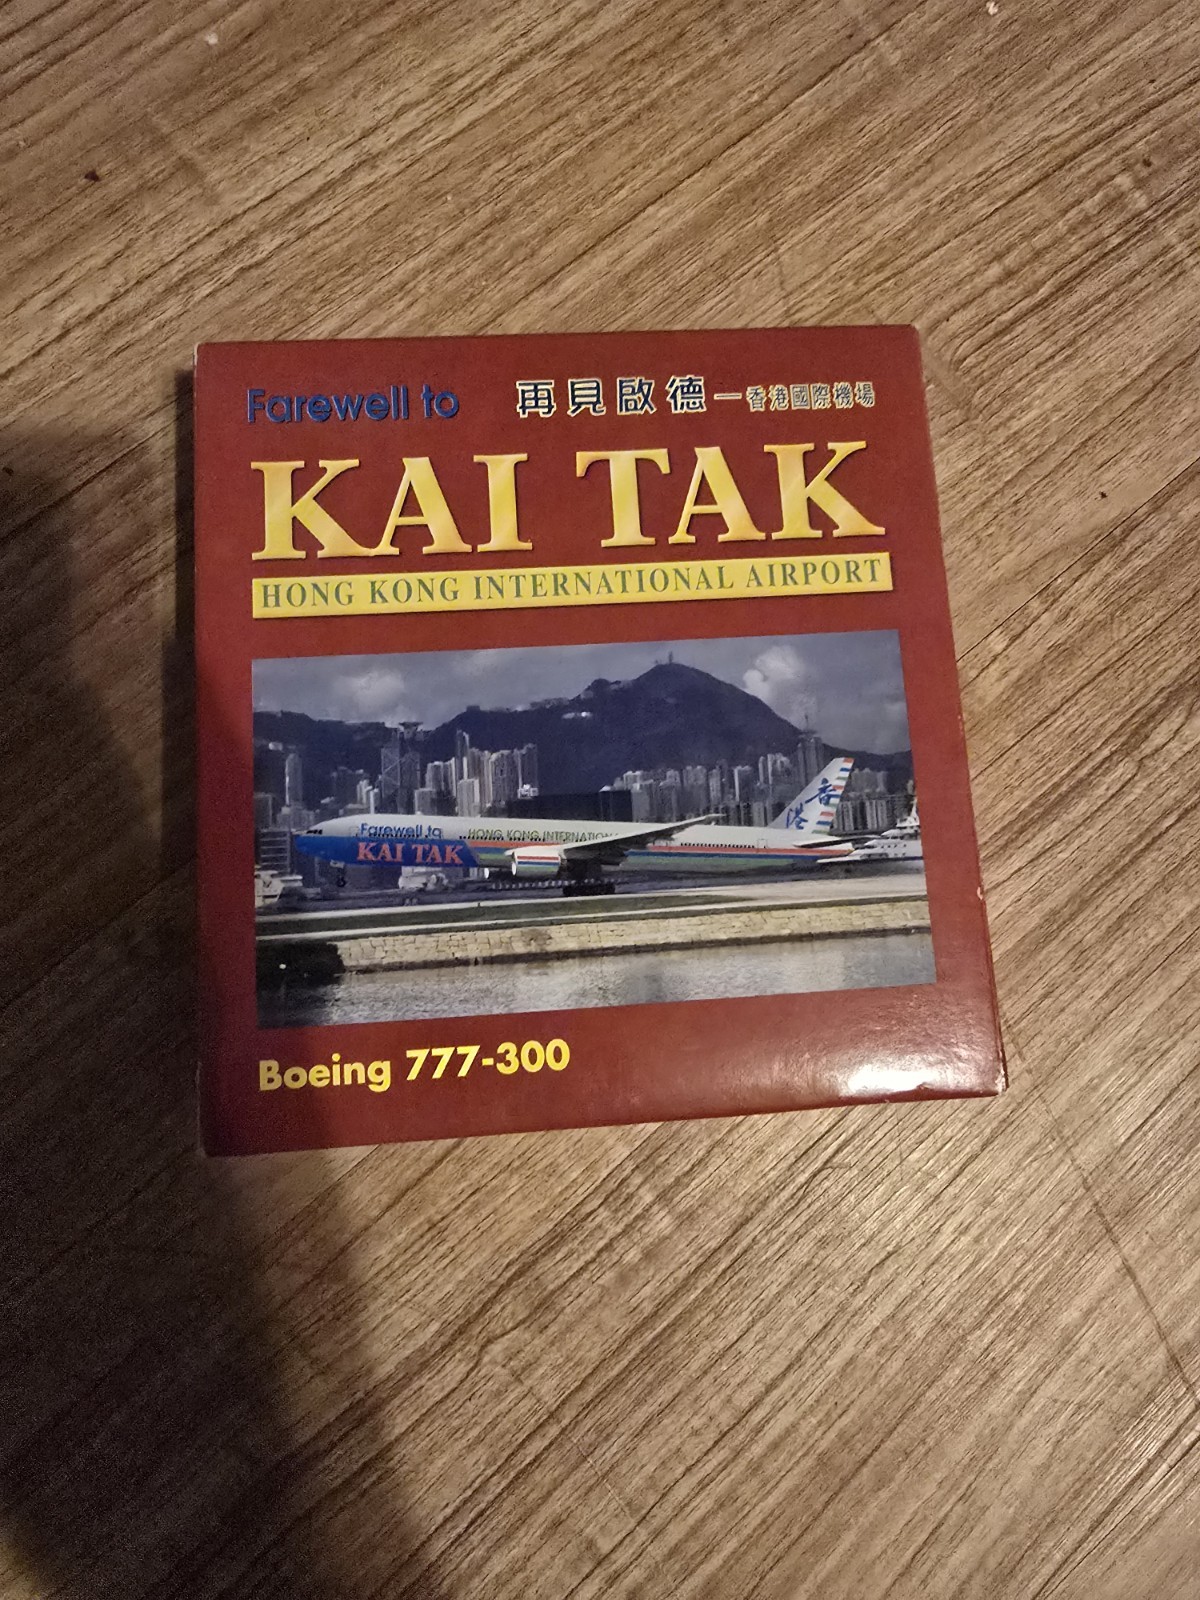 Farewell to 再見啟德—香港國際機場
KAI TAK
HONG KONG INTERNATIONAL AIRPORT
Farewell to
KAI TAK
HONG KONG INTERNATIONAL
香港
Boeing 777-300